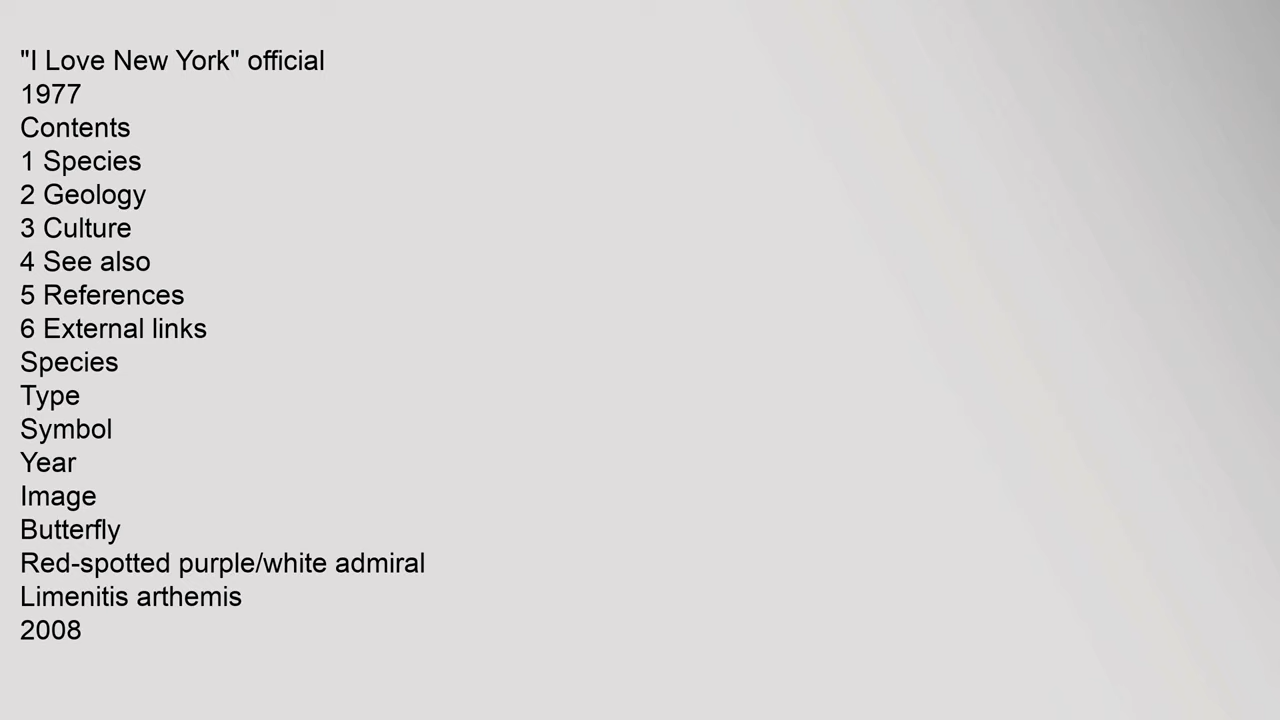 "I Love New York" official
1977
Contents
1 Species
2 Geology
3 Culture
4 See also
5 References
6 External links
Species
Type
Symbol
Year
Image
Butterfly
Red-spotted purple/white admiral
Limenitis arthemis
2008